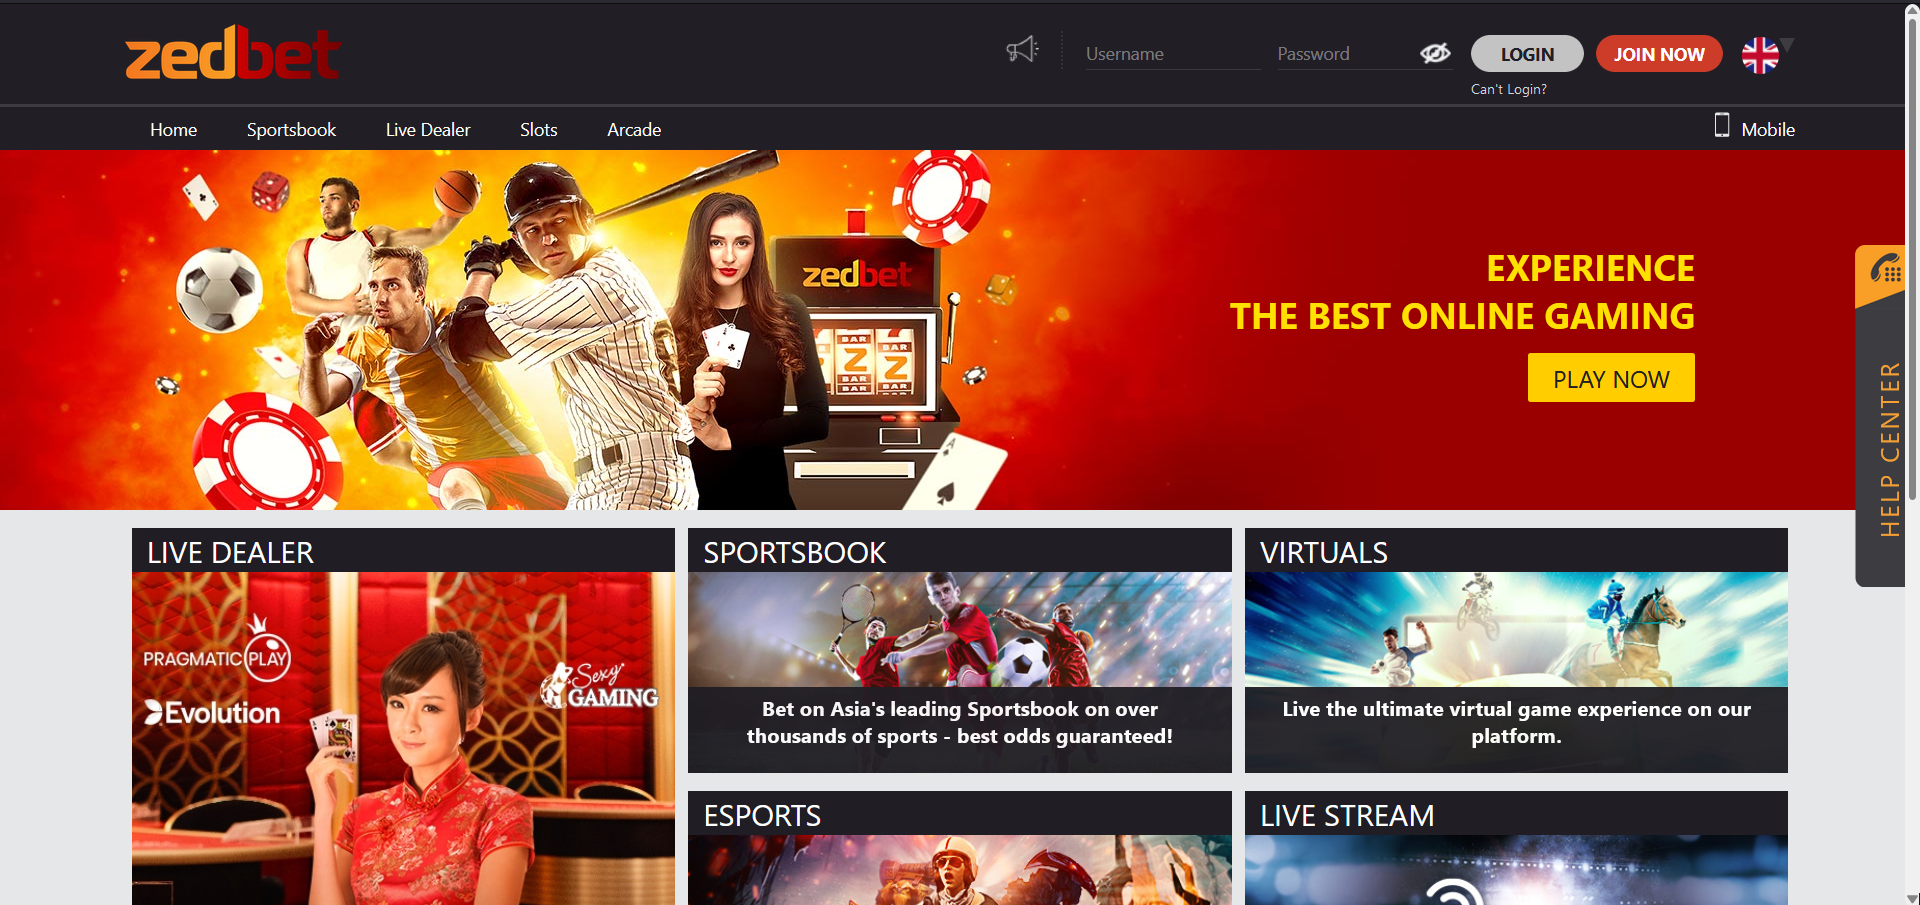 zedbet
Username
Password
LOGIN
JOIN NOW
Can't Login?
Home
Sportsbook
Live Dealer
Slots
Arcade
Mobile
zedbet
BAR BAR
Z Z
BAR BAR
A
EXPERIENCE
THE BEST ONLINE GAMING
PLAY NOW
HELP CENTER
LIVE DEALER
PRAGMATIC PLAY
Evolution
Sexy
GAMING
SPORTSBOOK
Bet on Asia's leading Sportsbook on over
thousands of sports - best odds guaranteed!
VIRTUALS
7
Live the ultimate virtual game experience on our
platform.
ESPORTS
LIVE STREAM